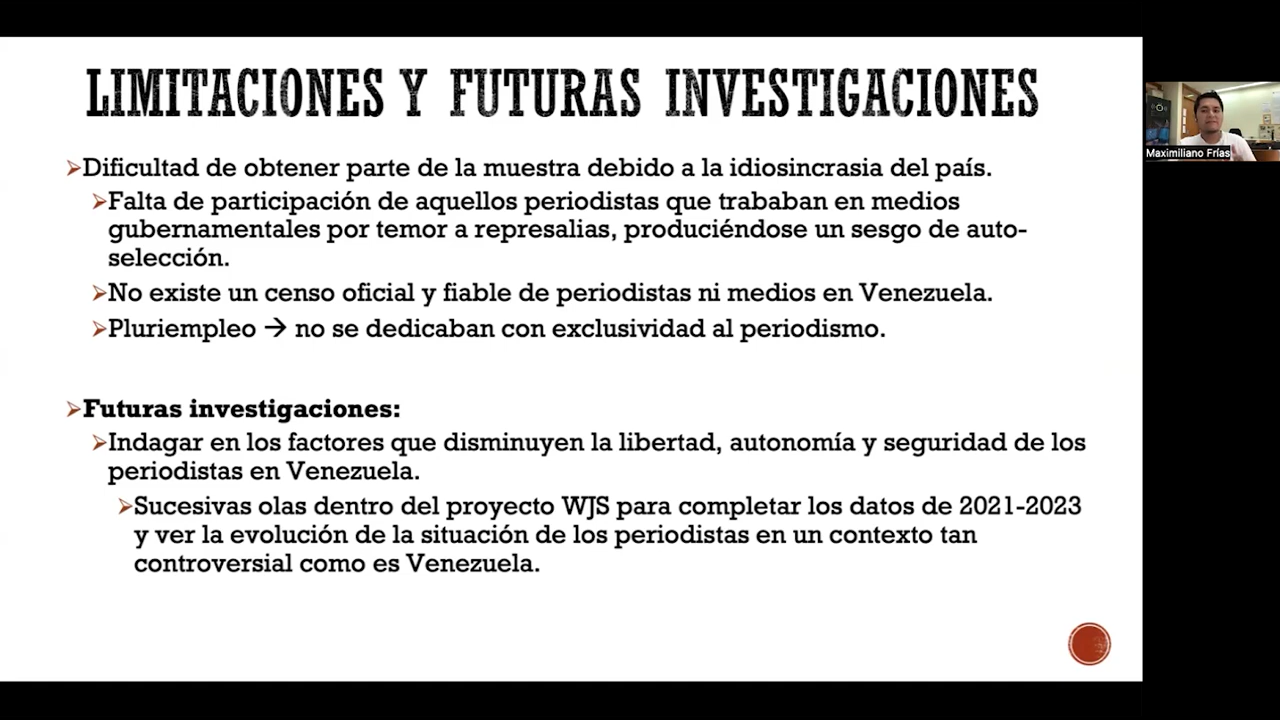 LIMITACIONES Y FUTURAS INVESTIGACIONES
Dificultad de obtener parte de la muestra debido a la idiosincrasia del país.
Falta de participación de aquellos periodistas que trababan en medios
gubernamentales por temor a represalias, produciéndose un sesgo de auto-
selección.
No existe un censo oficial y fiable de periodistas ni medios en Venezuela.
Pluriempleo → no se dedicaban con exclusividad al periodismo.
Futuras investigaciones:
Indagar en los factores que disminuyen la libertad, autonomía y seguridad de los
periodistas en Venezuela.
Sucesivas olas dentro del proyecto WJS para completar los datos de 2021-2023
y ver la evolución de la situación de los periodistas en un contexto tan
controversial como es Venezuela.
Maximiliano Frías